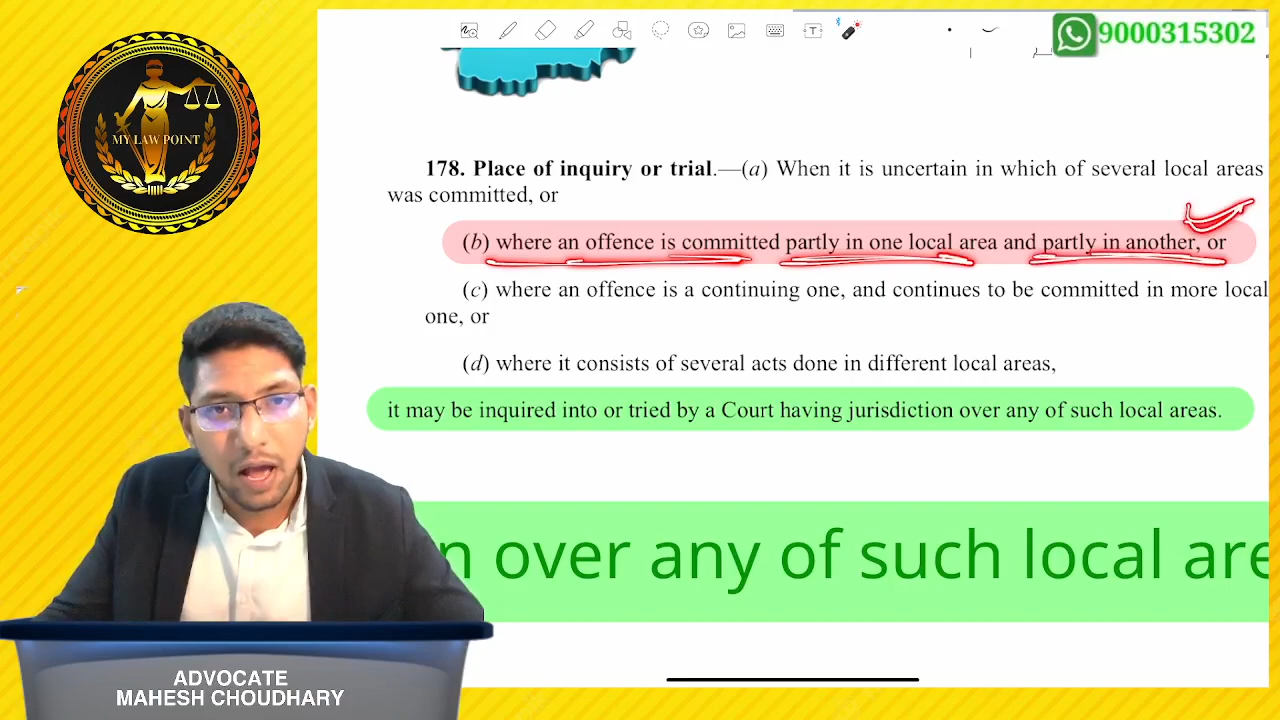 9000315302
MY LAW POINT
178. Place of inquiry or trial.—(a) When it is uncertain in which of several local areas
was committed, or
(b) where an offence is committed partly in one local area and partly in another, or
(c) where an offence is a continuing one, and continues to be committed in more local
one, or
(d) where it consists of several acts done in different local areas,
it may be inquired into or tried by a Court having jurisdiction over any of such local areas.
n over any of such local are
ADVOCATE
MAHESH CHOUDHARY